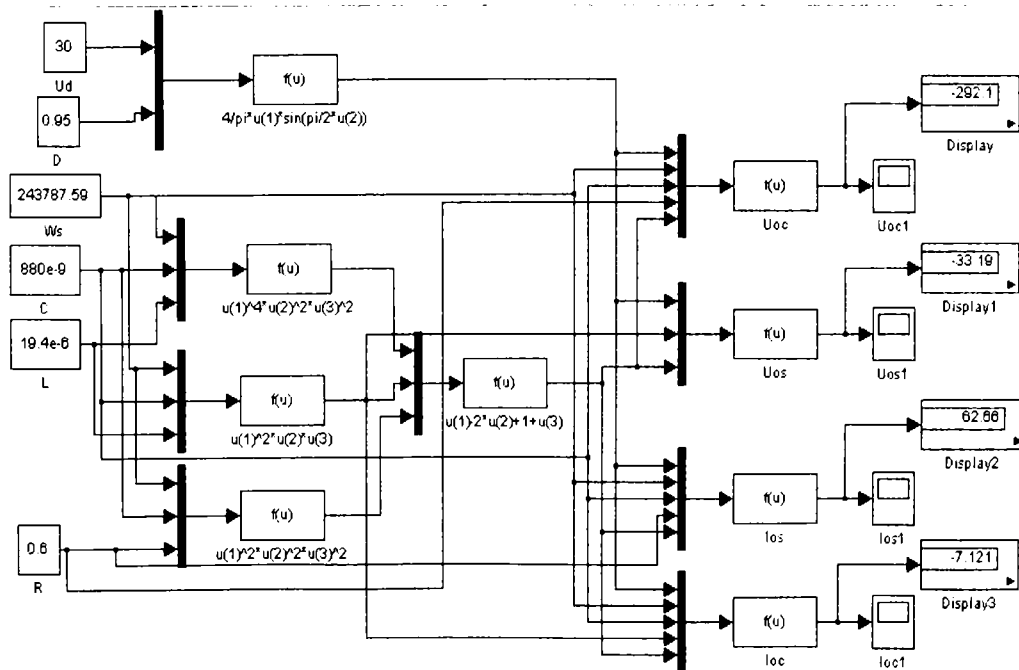 30
Ud
0.95
D
243787.59
Ws
880e-9
C
19.4e-6
L
0.6
R
f(u)
4/pi*u(1)*sin(pi/2*u(2))
f(u)
u(1)^4*u(2)^2*u(3)^2
f(u)
u(1)^2*u(2)*u(3)
f(u)
u(1)^2*u(2)^2*u(3)^2
f(u)
u(1)-2*u(2)+1+u(3)
f(u)
Uoc
-292.1
Display
Uoc1
f(u)
Uos
-33.19
Display1
Uos1
f(u)
Ios
62.66
Display2
Ios1
f(u)
Ioc
-7.121
Display3
Ioc1